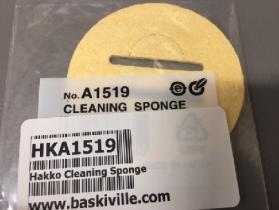 No. A1519
CLEANING SPONGE
HKA1519
Hakko Cleaning Sponge
www.baskiville.com